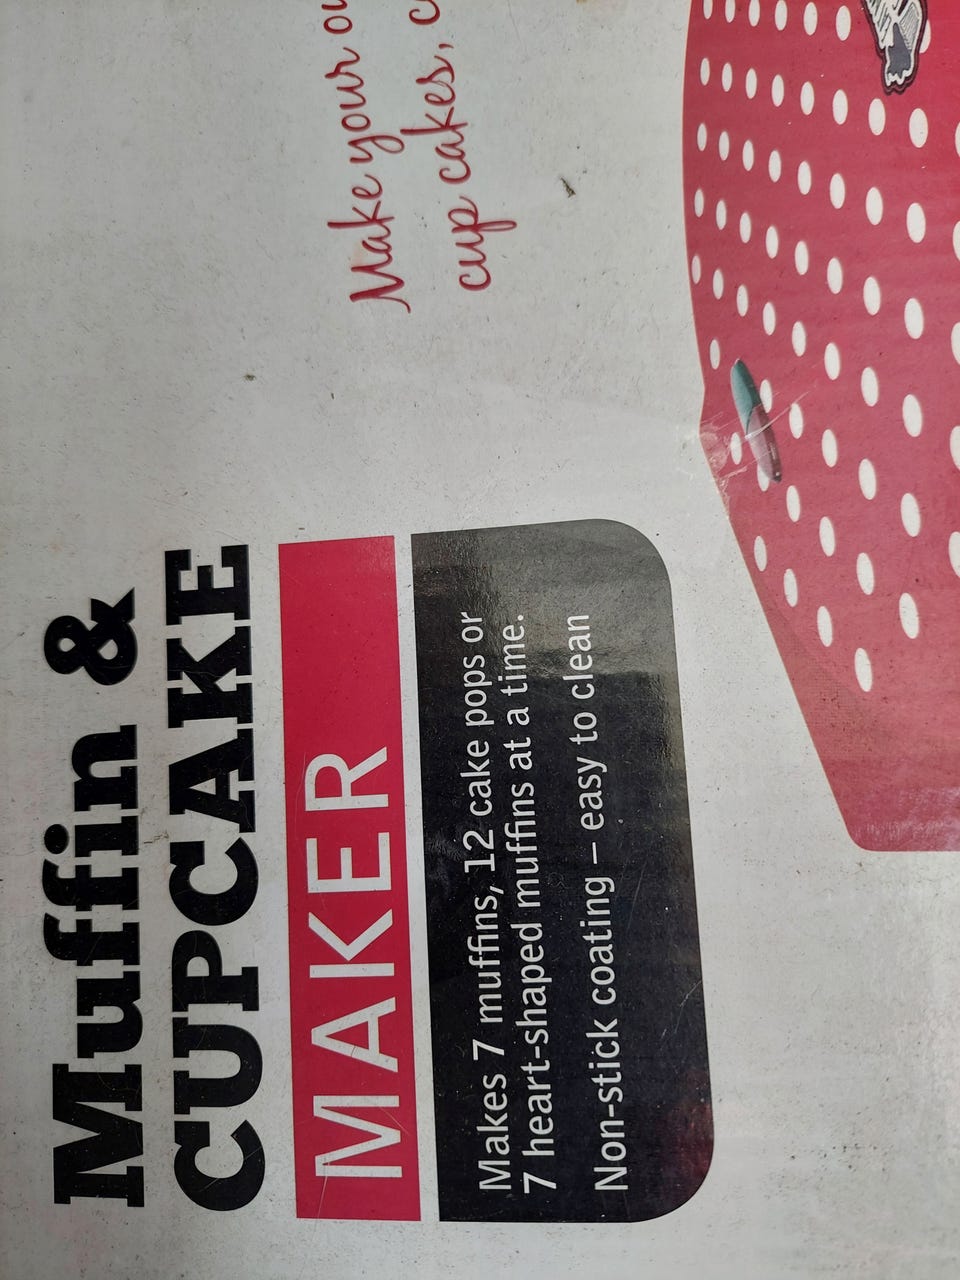 Muffin &
CUPCAKE
MAKER
Makes 7 muffins, 12 cake pops or
7 heart-shaped muffins at a time.
Non-stick coating – easy to clean
Make your
cup cakes,